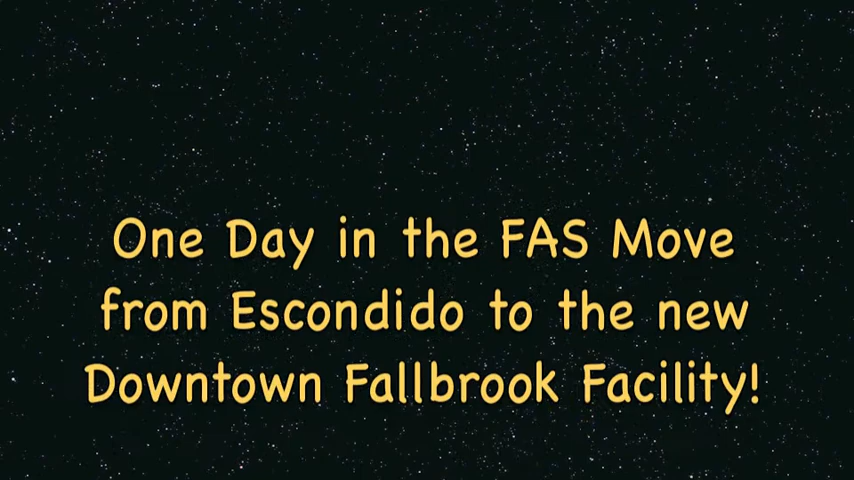 One Day in the FAS Move
from Escondido to the new
Downtown Fallbrook Facility!